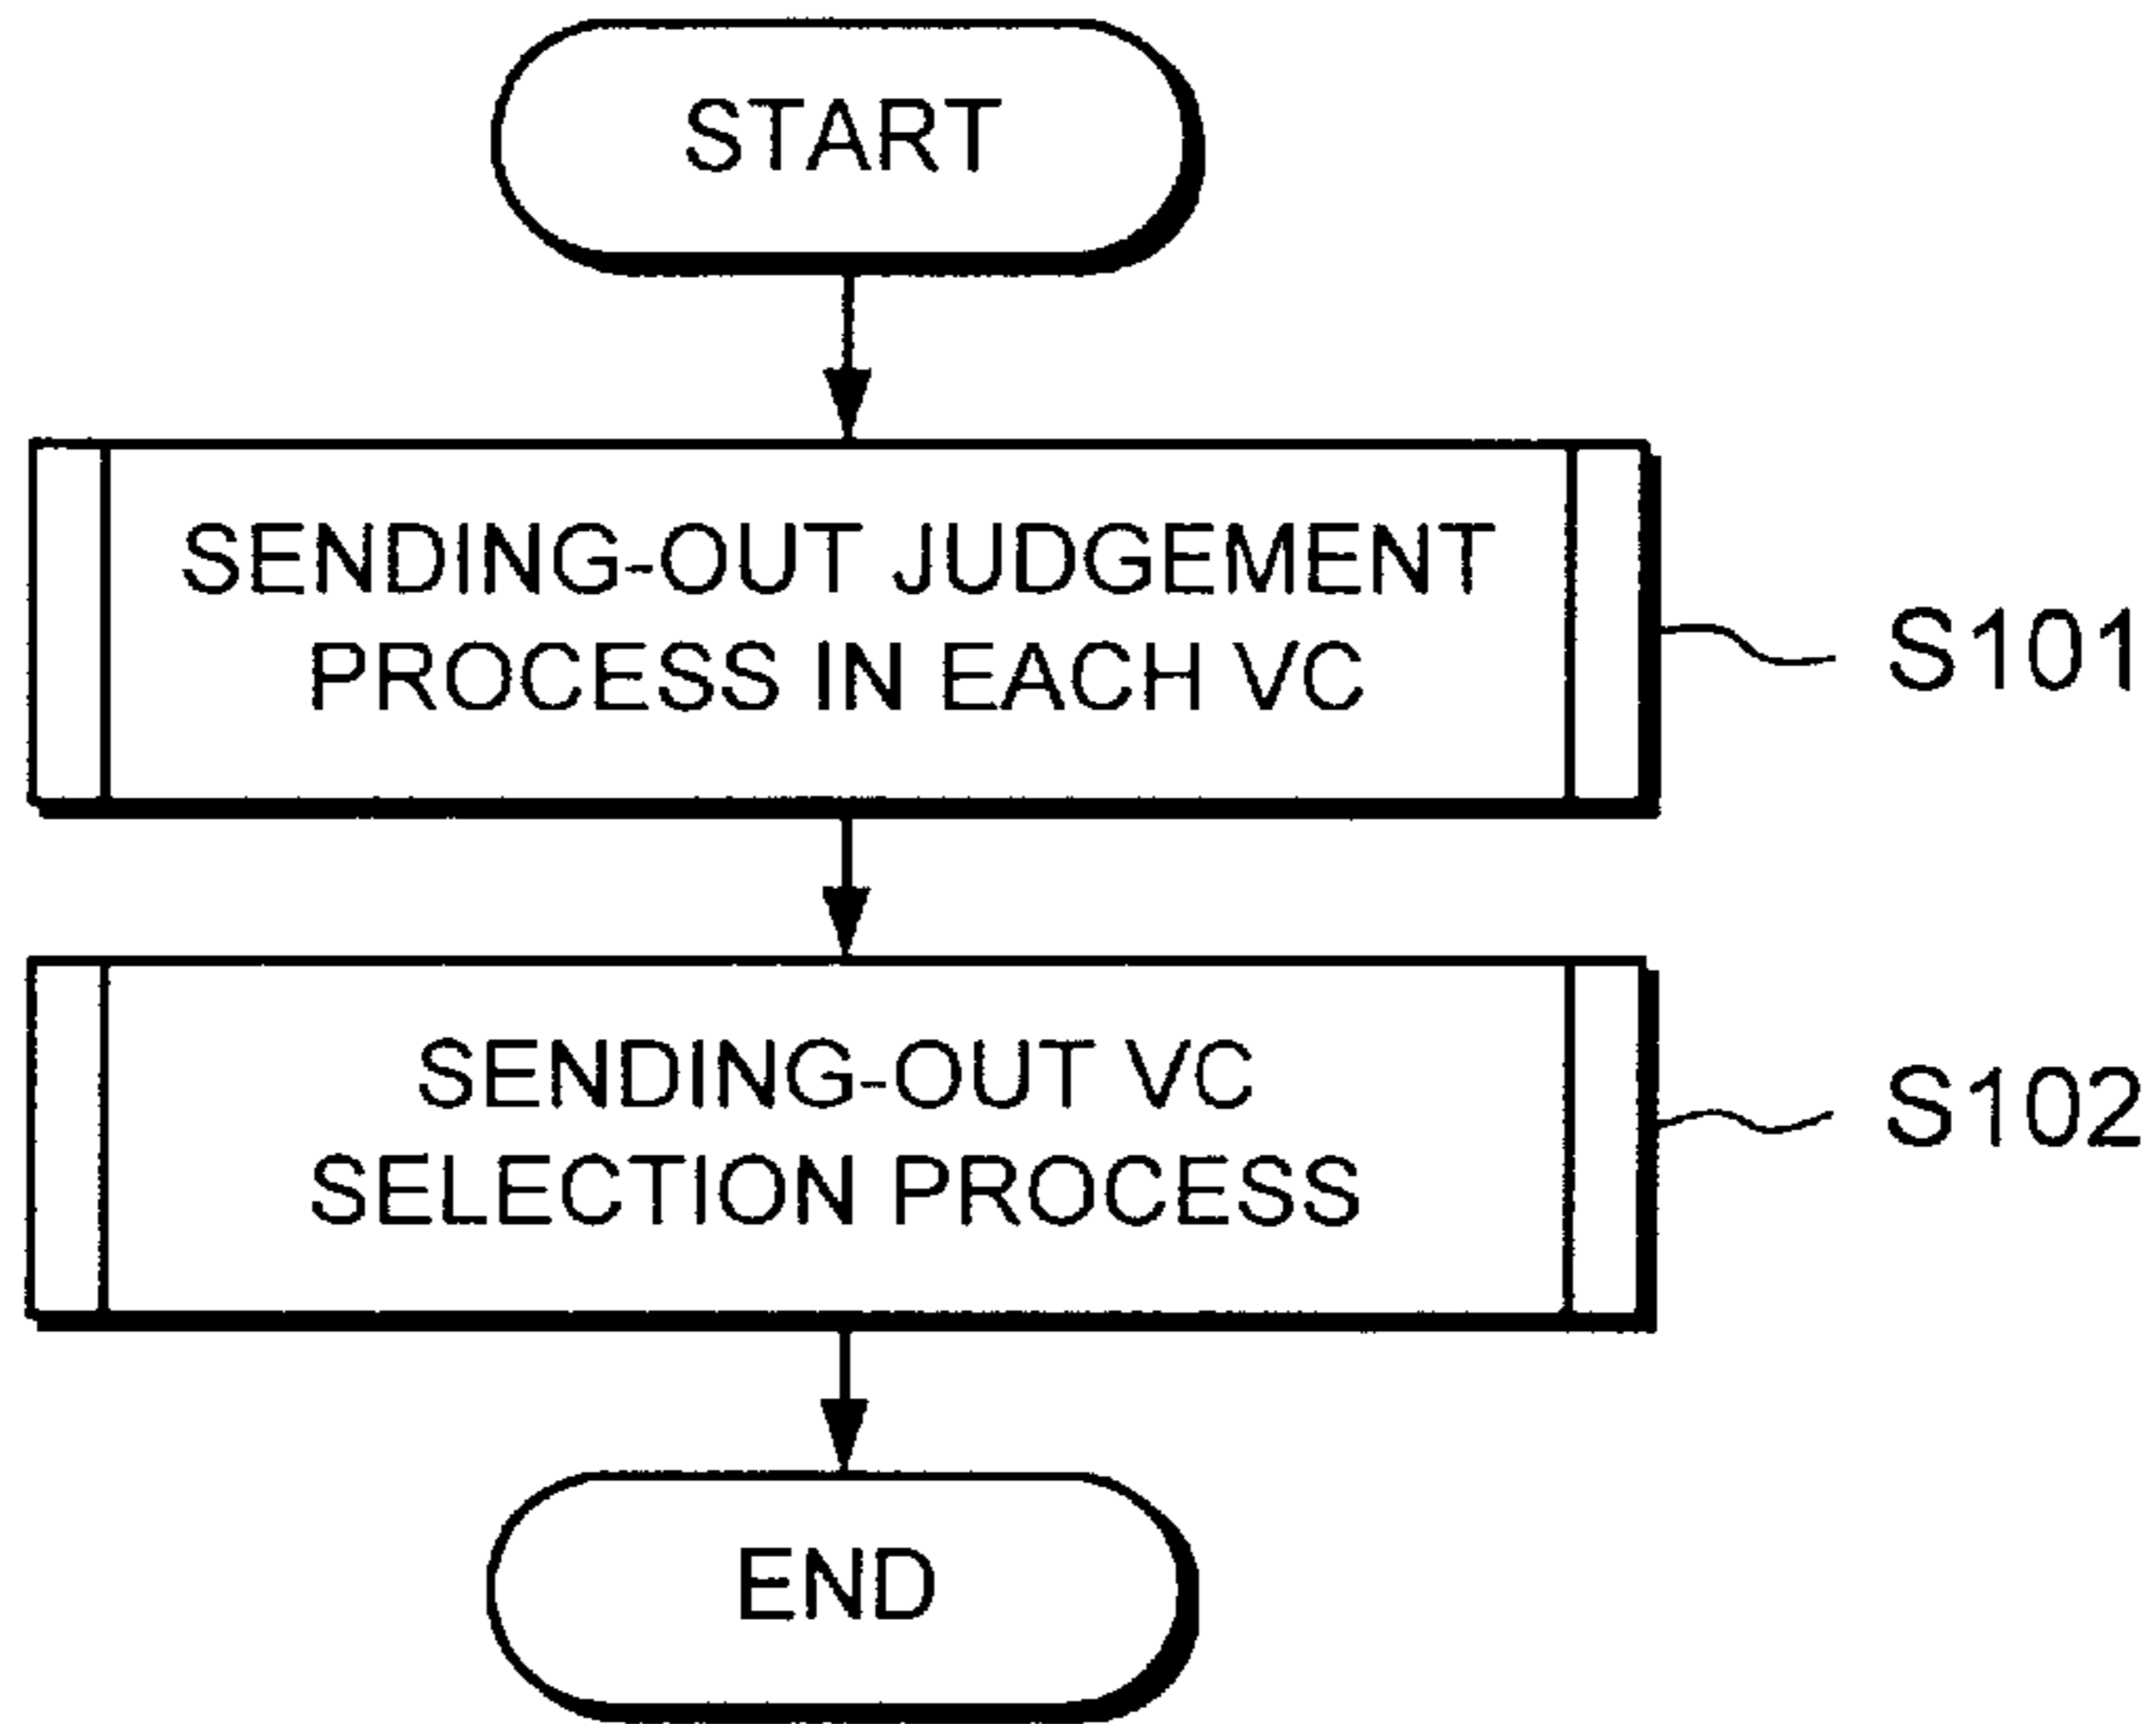 START
SENDING-OUT JUDGEMENT
PROCESS IN EACH VC
S101
SENDING-OUT VC
SELECTION PROCESS
S102
END